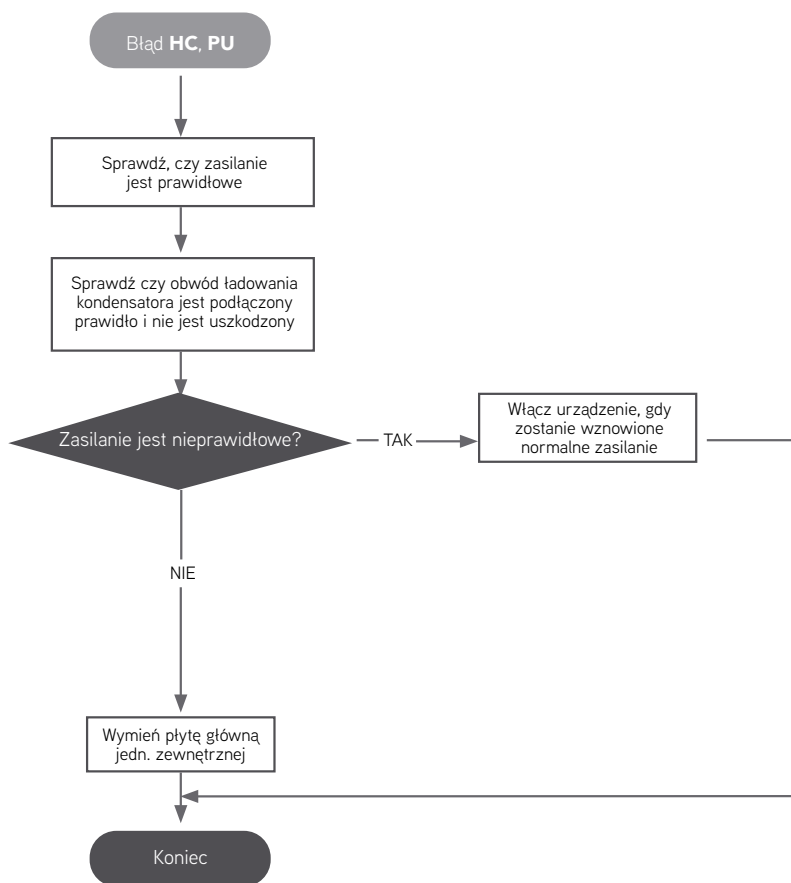 Błąd HC, PU
Sprawdź, czy zasilanie
jest prawidłowe
Sprawdź czy obwód ładowania
kondensatora jest podłączony
prawidło i nie jest uszkodzony
Zasilanie jest nieprawidłowe?
TAK
Włącz urządzenie, gdy
zostanie wznowione
normalne zasilanie
NIE
Wymień płytę główną
jedn. zewnętrznej
Koniec